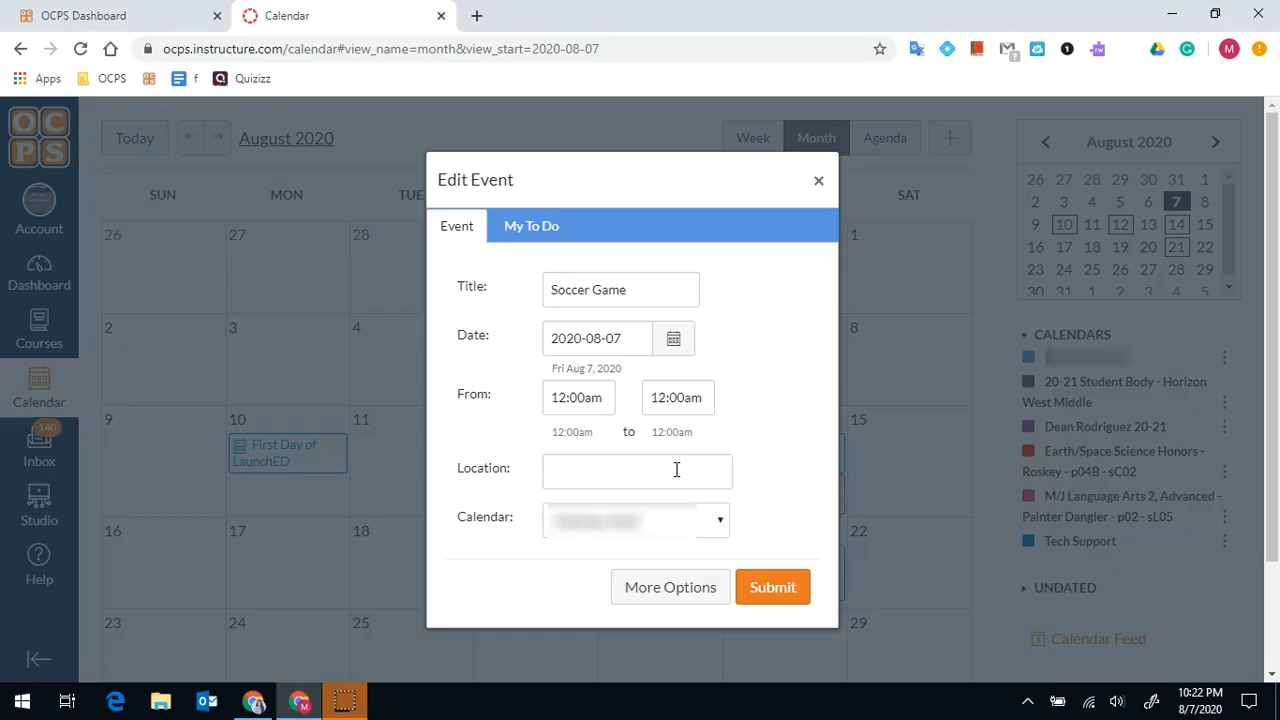 OCPS Dashboard
Calendar
ocps.instructure.com/calendar#view_name=month&view_start=2020-08-07
M
Apps
OCPS
f
Quizizz
OC
PS
Account
Dashboard
Courses
Calendar
140
Inbox
Studio
Help
Today
August 2020
Week
Month
Agenda
SUN
MON
TUE
SAT
26
27
28
1
2
3
4
8
9
10
11
15
First Day of
LaunchED
16
17
18
22
23
24
25
29
Edit Event
Event
My To Do
Title:
Soccer Game
Date:
2020-08-07
Fri Aug 7, 2020
From:
12:00am
12:00am
12:00am
to
12:00am
Location:
Calendar:
More Options
Submit
August 2020
26 27 28 29 30 31 1
2 3 4 5 6 7 8
9 10 11 12 13 14 15
16 17 18 19 20 21 22
23 24 25 26 27 28 29
30 31 1 2 3 4 5
CALENDARS
20-21 Student Body - Horizon
West Middle
Dean Rodriguez 20-21
Earth/Space Science Honors -
Roskey - p04B - sC02
M/J Language Arts 2, Advanced -
Painter Dangler - p02 - sL05
Tech Support
UNDATED
Calendar Feed
10:22 PM
8/7/2020